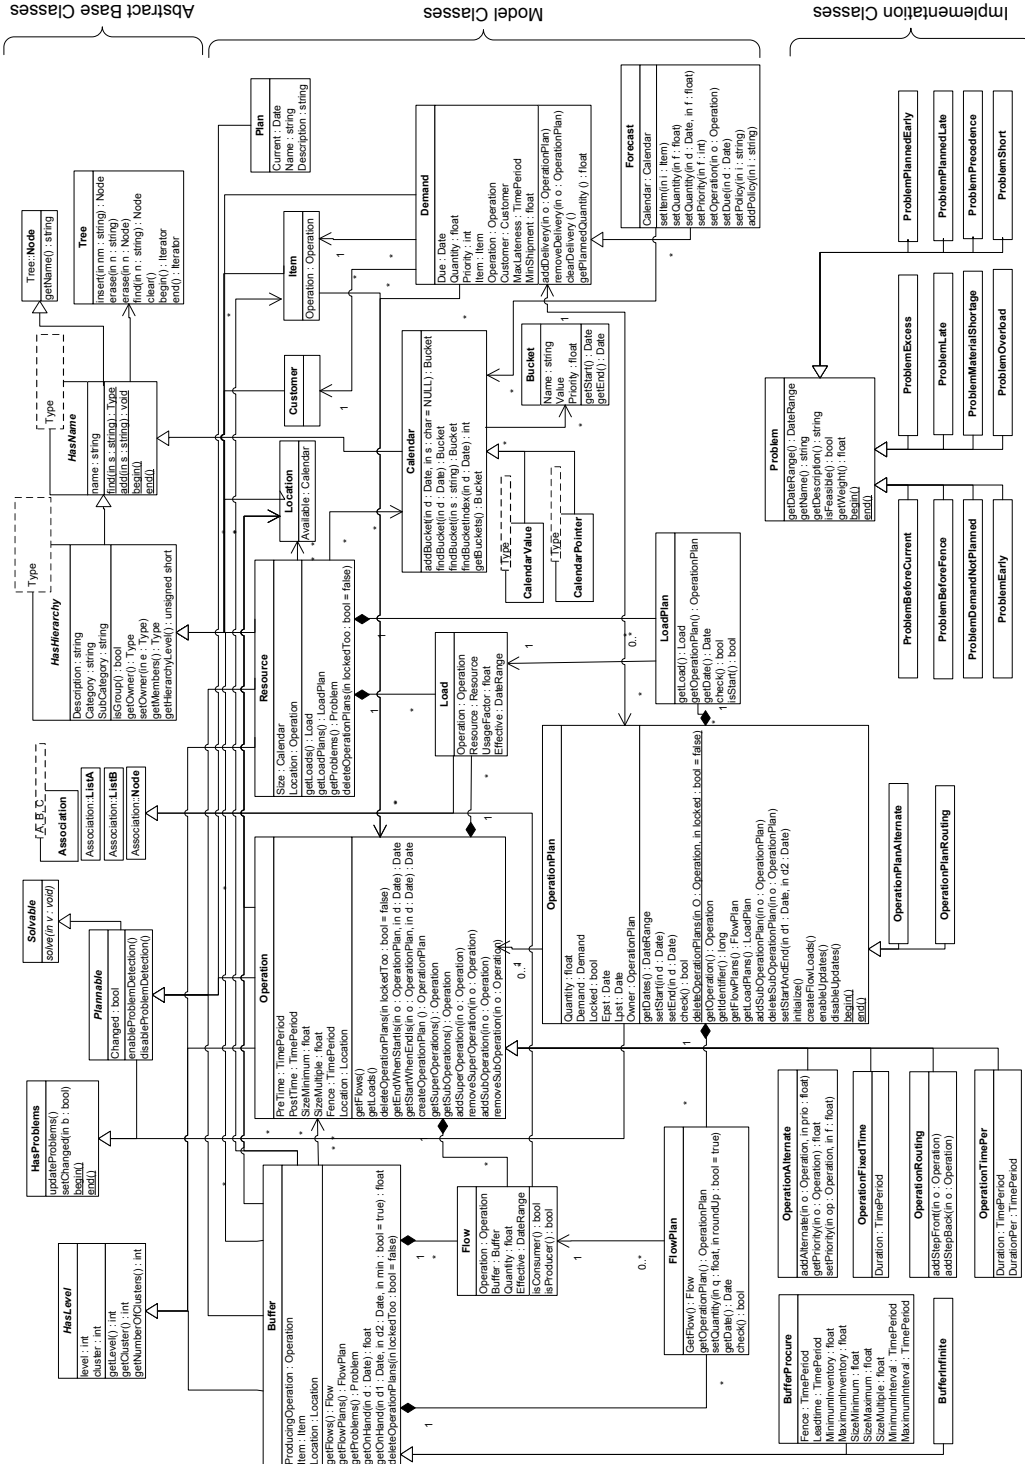 Abstract Base Classes
Model Classes
Implementation Classes
HasLevel
level : int
cluster : int
getLevel() : int
getCluster() : int
getNumberOfClusters() : int
HasProblems
updateProblems()
setChanged(in b : bool)
begin()
end()
Plannable
Changed : bool
enableProblemDetection()
disableProblemDetection()
Solvable
solve(in v : void)
A,B,C
Association
Association::ListA
Association::ListB
Association::Node
Type
HasHierarchy
Description : string
Category : string
SubCategory : string
isGroup() : bool
getOwner() : Type
setOwner(in e : Type)
getMembers() : Type
getHierarchyLevel() : unsigned short
Type
HasName
name : string
find(in s : string) : Type
add(in s : string) : void
begin()
end()
Tree::Node
getName() : string
Tree
insert(in nm : string) : Node
erase(in n : string)
erase(in n : Node)
find(in n : string) : Node
clear()
begin() : Iterator
end() : Iterator
Buffer
ProducingOperation : Operation
Item : Item
Location : Location
getFlows() : Flow
getFlowPlans() : FlowPlan
getProblems() : Problem
getOnHand(in d : Date) : float
getOnHand(in d1 : Date, in d2 : Date, in min : bool = true) : float
deleteOperationPlans(in lockedToo : bool = false)
Operation
PreTime : TimePeriod
PostTime : TimePeriod
SizeMinimum : float
SizeMultiple : float
Fence : TimePeriod
Location : Location
getFlows()
getLoads()
deleteOperationPlans(in lockedToo : bool = false)
getEndWhenStartIs(in o : OperationPlan, in d : Date) : Date
getStartWhenEndIs(in o : OperationPlan, in d : Date) : Date
createOperationPlan () : OperationPlan
getSuperOperations() : Operation
getSubOperations() : Operation
addSuperOperation(in o : Operation)
removeSuperOperation(in o : Operation)
addSubOperation(in o : Operation)
removeSubOperation(in o : Operation)
Resource
Size : Calendar
Location : Operation
getLoads() : Load
getLoadPlans() : LoadPlan
getProblems() : Problem
deleteOperationPlans(in lockedToo : bool = false)
Location
Available : Calendar
Customer
Item
Operation : Operation
Plan
Current : Date
Name : string
Description : string
Flow
Operation : Operation
Buffer : Buffer
Quantity : float
Effective : DateRange
isConsumer() : bool
isProducer() : bool
Load
Operation : Operation
Resource : Resource
UsageFactor : float
Effective : DateRange
Calendar
addBucket(in d : Date, in s : char = NULL) : Bucket
findBucket(in d : Date) : Bucket
findBucket(in s : string) : Bucket
findBucketIndex(in d : Date) : int
getBuckets() : Bucket
Type
CalendarValue
Type
CalendarPointer
Bucket
Name : string
Value
Priority : float
getStart() : Date
getEnd() : Date
Demand
Due : Date
Quantity : float
Priority : int
Item : Item
Operation : Operation
Customer : Customer
MaxLateness : TimePeriod
MinShipment : float
addDelivery(in o : OperationPlan)
removeDelivery(in o : OperationPlan)
clearDelivery ()
getPlannedQuantity () : float
Forecast
Calendar : Calendar
setItem(in i : Item)
setQuantity(in f : float)
setQuantity(in d : Date, in f : float)
setPriority(in f : int)
setOperation(in o : Operation)
setDue(in d : Date)
setPolicy(in i : string)
addPolicy(in i : string)
FlowPlan
GetFlow() : Flow
getOperationPlan() : OperationPlan
setQuantity(in q : float, in roundUp : bool = true)
getDate() : Date
check() : bool
OperationPlan
Quantity : float
Demand : Demand
Locked : bool
Epst : Date
Lpst : Date
Owner : OperationPlan
getDates() : DateRange
setStart(in d : Date)
setEnd(in d : Date)
check() : bool
deleteOperationPlans(in O : Operation, in locked : bool = false)
getOperation() : Operation
getIdentifier() : long
getFlowPlans() : FlowPlan
getLoadPlans() : LoadPlan
addSubOperationPlan(in o : OperationPlan)
deleteSubOperationPlan(in o : OperationPlan)
setStartAndEnd(in d1 : Date, in d2 : Date)
initialize()
createFlowLoads()
enableUpdates()
disableUpdates()
begin()
end()
LoadPlan
getLoad() : Load
getOperationPlan() : OperationPlan
getDate() : Date
check() : bool
isStart() : bool
BufferProcure
Fence : TimePeriod
Leadtime : TimePeriod
MinimumInventory : float
MaximumInventory : float
SizeMinimum : float
SizeMaximum : float
SizeMultiple : float
MinimumInterval : TimePeriod
MaximumInterval : TimePeriod
BufferInfinite
OperationAlternate
addAlternate(in o : Operation, in prio : float)
getPriority(in o : Operation) : float
setPriority(in op : Operation, in f : float)
OperationFixedTime
Duration : TimePeriod
OperationRouting
addStepFront(in o : Operation)
addStepBack(in o : Operation)
OperationTimePer
Duration : TimePeriod
DurationPer : TimePeriod
OperationPlanAlternate
OperationPlanRouting
Problem
getDateRange() : DateRange
getName() : string
getDescription() : string
isFeasible() : bool
getWeight() : float
begin()
end()
ProblemBeforeCurrent
ProblemBeforeFence
ProblemDemandNotPlanned
ProblemEarly
ProblemExcess
ProblemLate
ProblemMaterialShortage
ProblemOverload
ProblemPlannedEarly
ProblemPlannedLate
ProblemPrecedence
ProblemShort